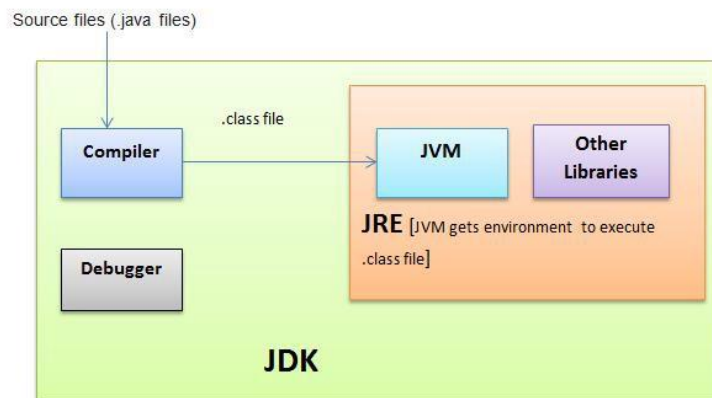 Source files (.java files)
.class file
Compiler
JVM
Other
Libraries
JRE [JVM gets environment to execute
.class file]
Debugger
JDK